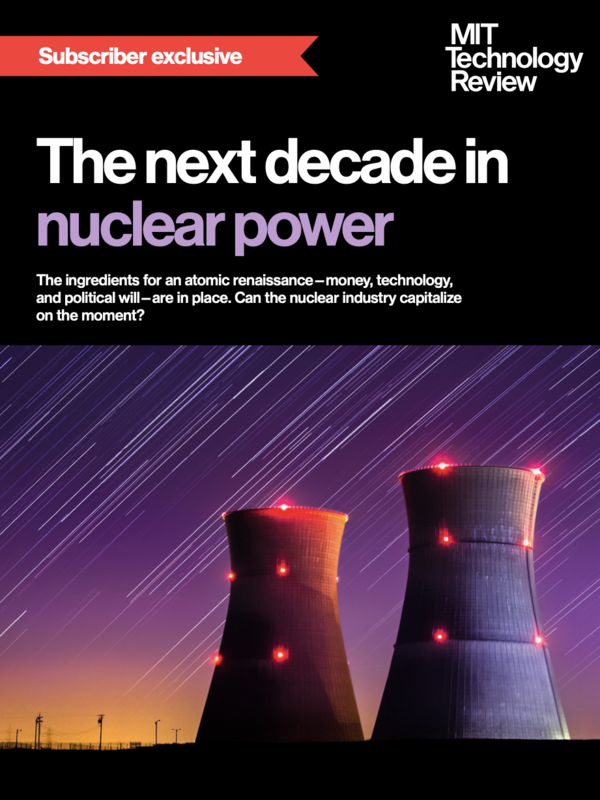 Subscriber exclusive
MIT
Technology
Review
The next decade in
nuclear power
The ingredients for an atomic renaissance—money, technology,
and political will—are in place. Can the nuclear industry capitalize
on the moment?